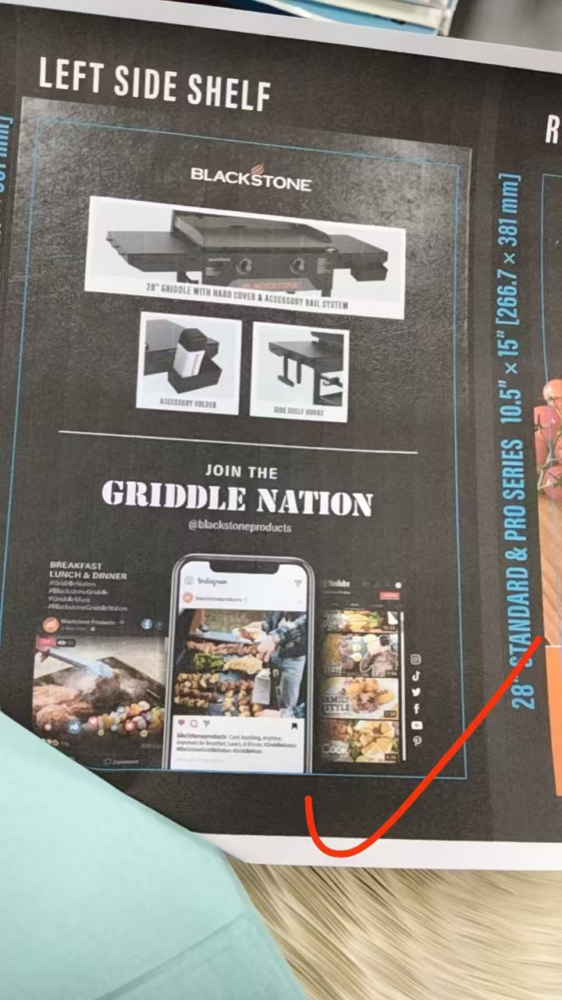 LEFT SIDE SHELF
R
BLACKSTONE
BLACKSTONE
28" GRIDDLE WITH HARD COVER & ACCESSORY RAIL SYSTEM
ACCESSORY HOLDER
SIDE SHELF HOOKS
28" STANDARD & PRO SERIES 10.5" × 15" [266.7 × 381 mm]
JOIN THE
GRIDDLE NATION
@blackstoneproducts
BREAKFAST
LUNCH & DINNER
#GriddleNation
#BlackstoneGriddle
#GriddleMore
#BlackstoneGriddleNation
Blackstone Products
Comment
Instagram
blackstoneproducts
blackstoneproducts Cook Anything, Anytime,
Anywhere for Breakfast, Lunch, & Dinner #GriddleNation
#BlackstoneGriddleNation #GriddleMore
YouTube
FAMILY
STYLE
COOK